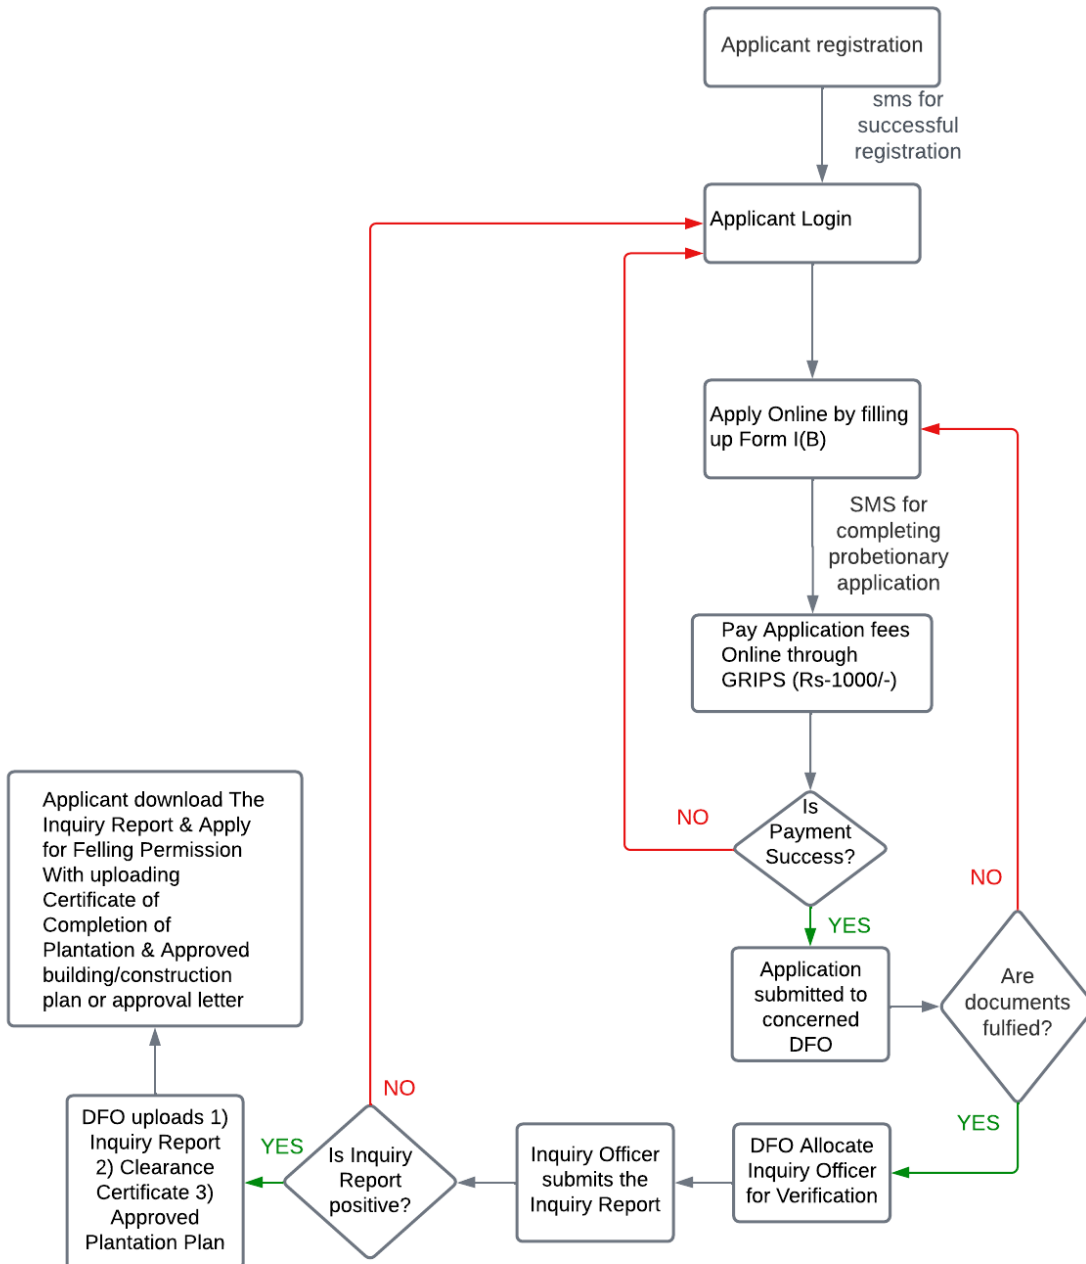 Applicant registration
sms for
successful
registration
Applicant Login
Apply Online by filling
up Form I(B)
SMS for
completing
probetionary
application
Pay Application fees
Online through
GRIPS (Rs-1000/-)
Is
Payment
Success?
NO
YES
Application
submitted to
concerned
DFO
Are
documents
fulfied?
NO
YES
DFO Allocate
Inquiry Officer
for Verification
Inquiry Officer
submits the
Inquiry Report
Is Inquiry
Report
positive?
NO
YES
DFO uploads 1)
Inquiry Report
2) Clearance
Certificate 3)
Approved
Plantation Plan
Applicant download The
Inquiry Report & Apply
for Felling Permission
With uploading
Certificate of
Completion of
Plantation & Approved
building/construction
plan or approval letter